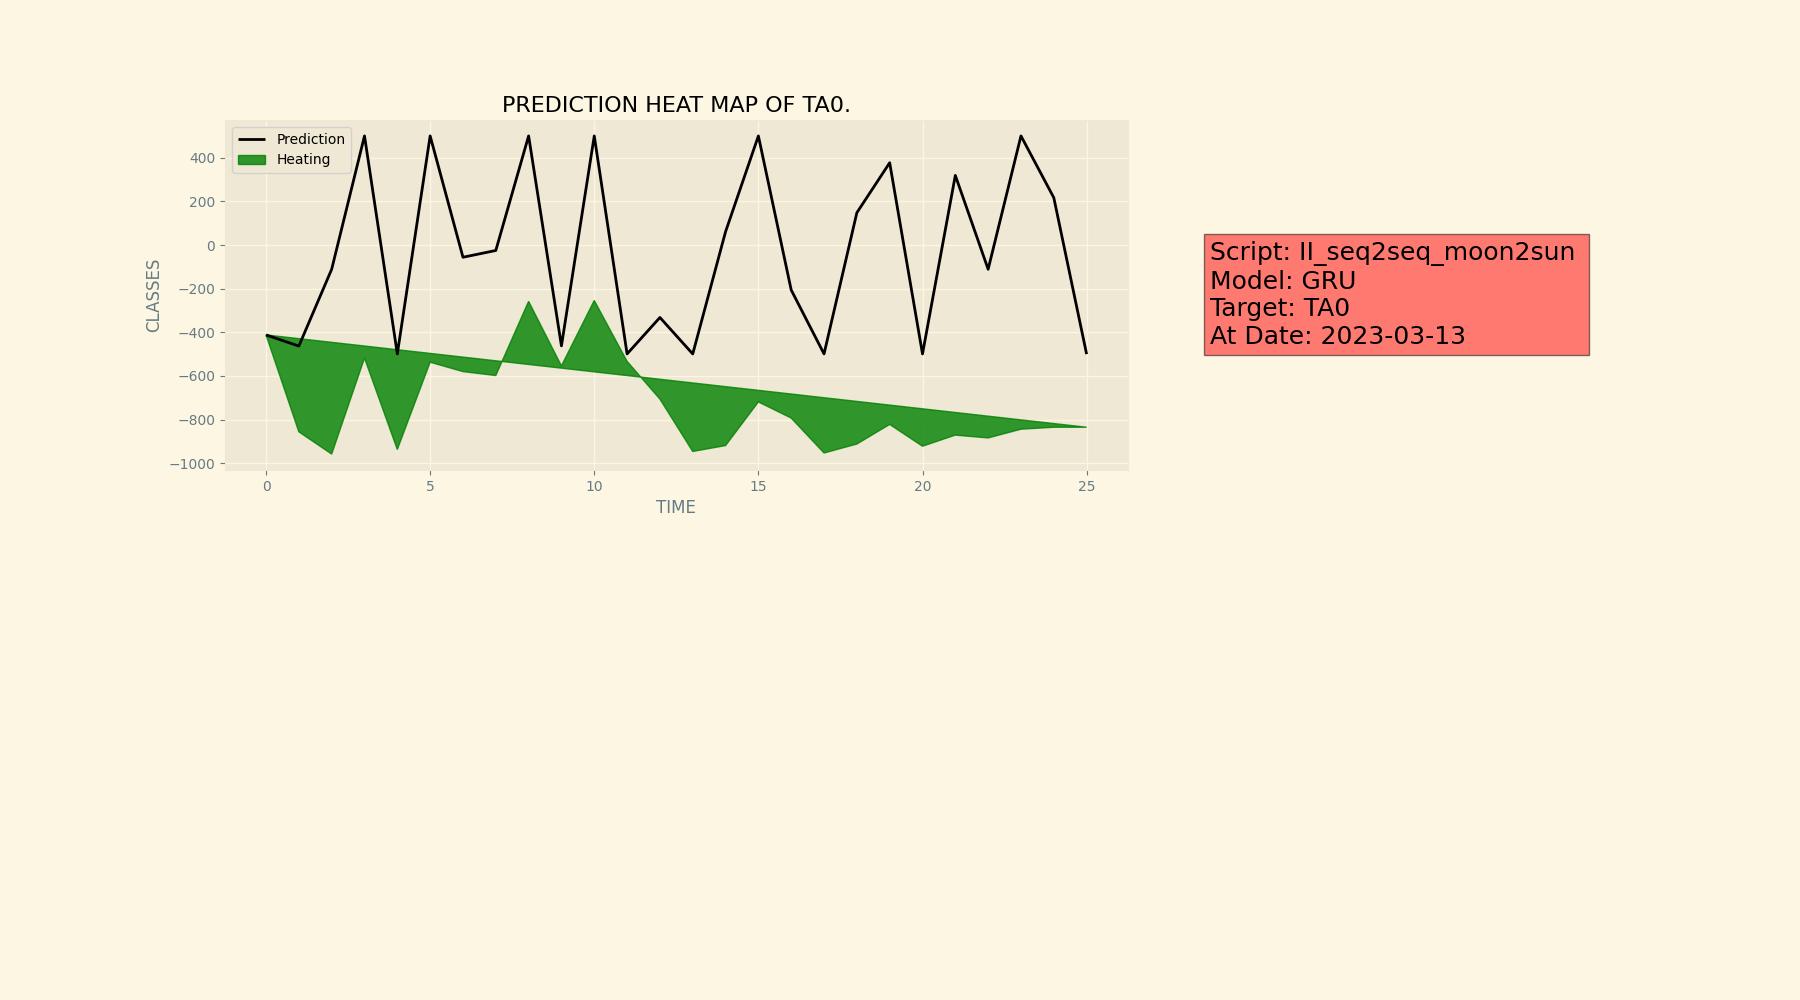 PREDICTION HEAT MAP OF TA0.
Prediction
Heating
400
200
0
−200
−400
−600
−800
−1000
CLASSES
0 5 10 15 20 25
TIME
Script: II_seq2seq_moon2sun
Model: GRU
Target: TA0
At Date: 2023-03-13